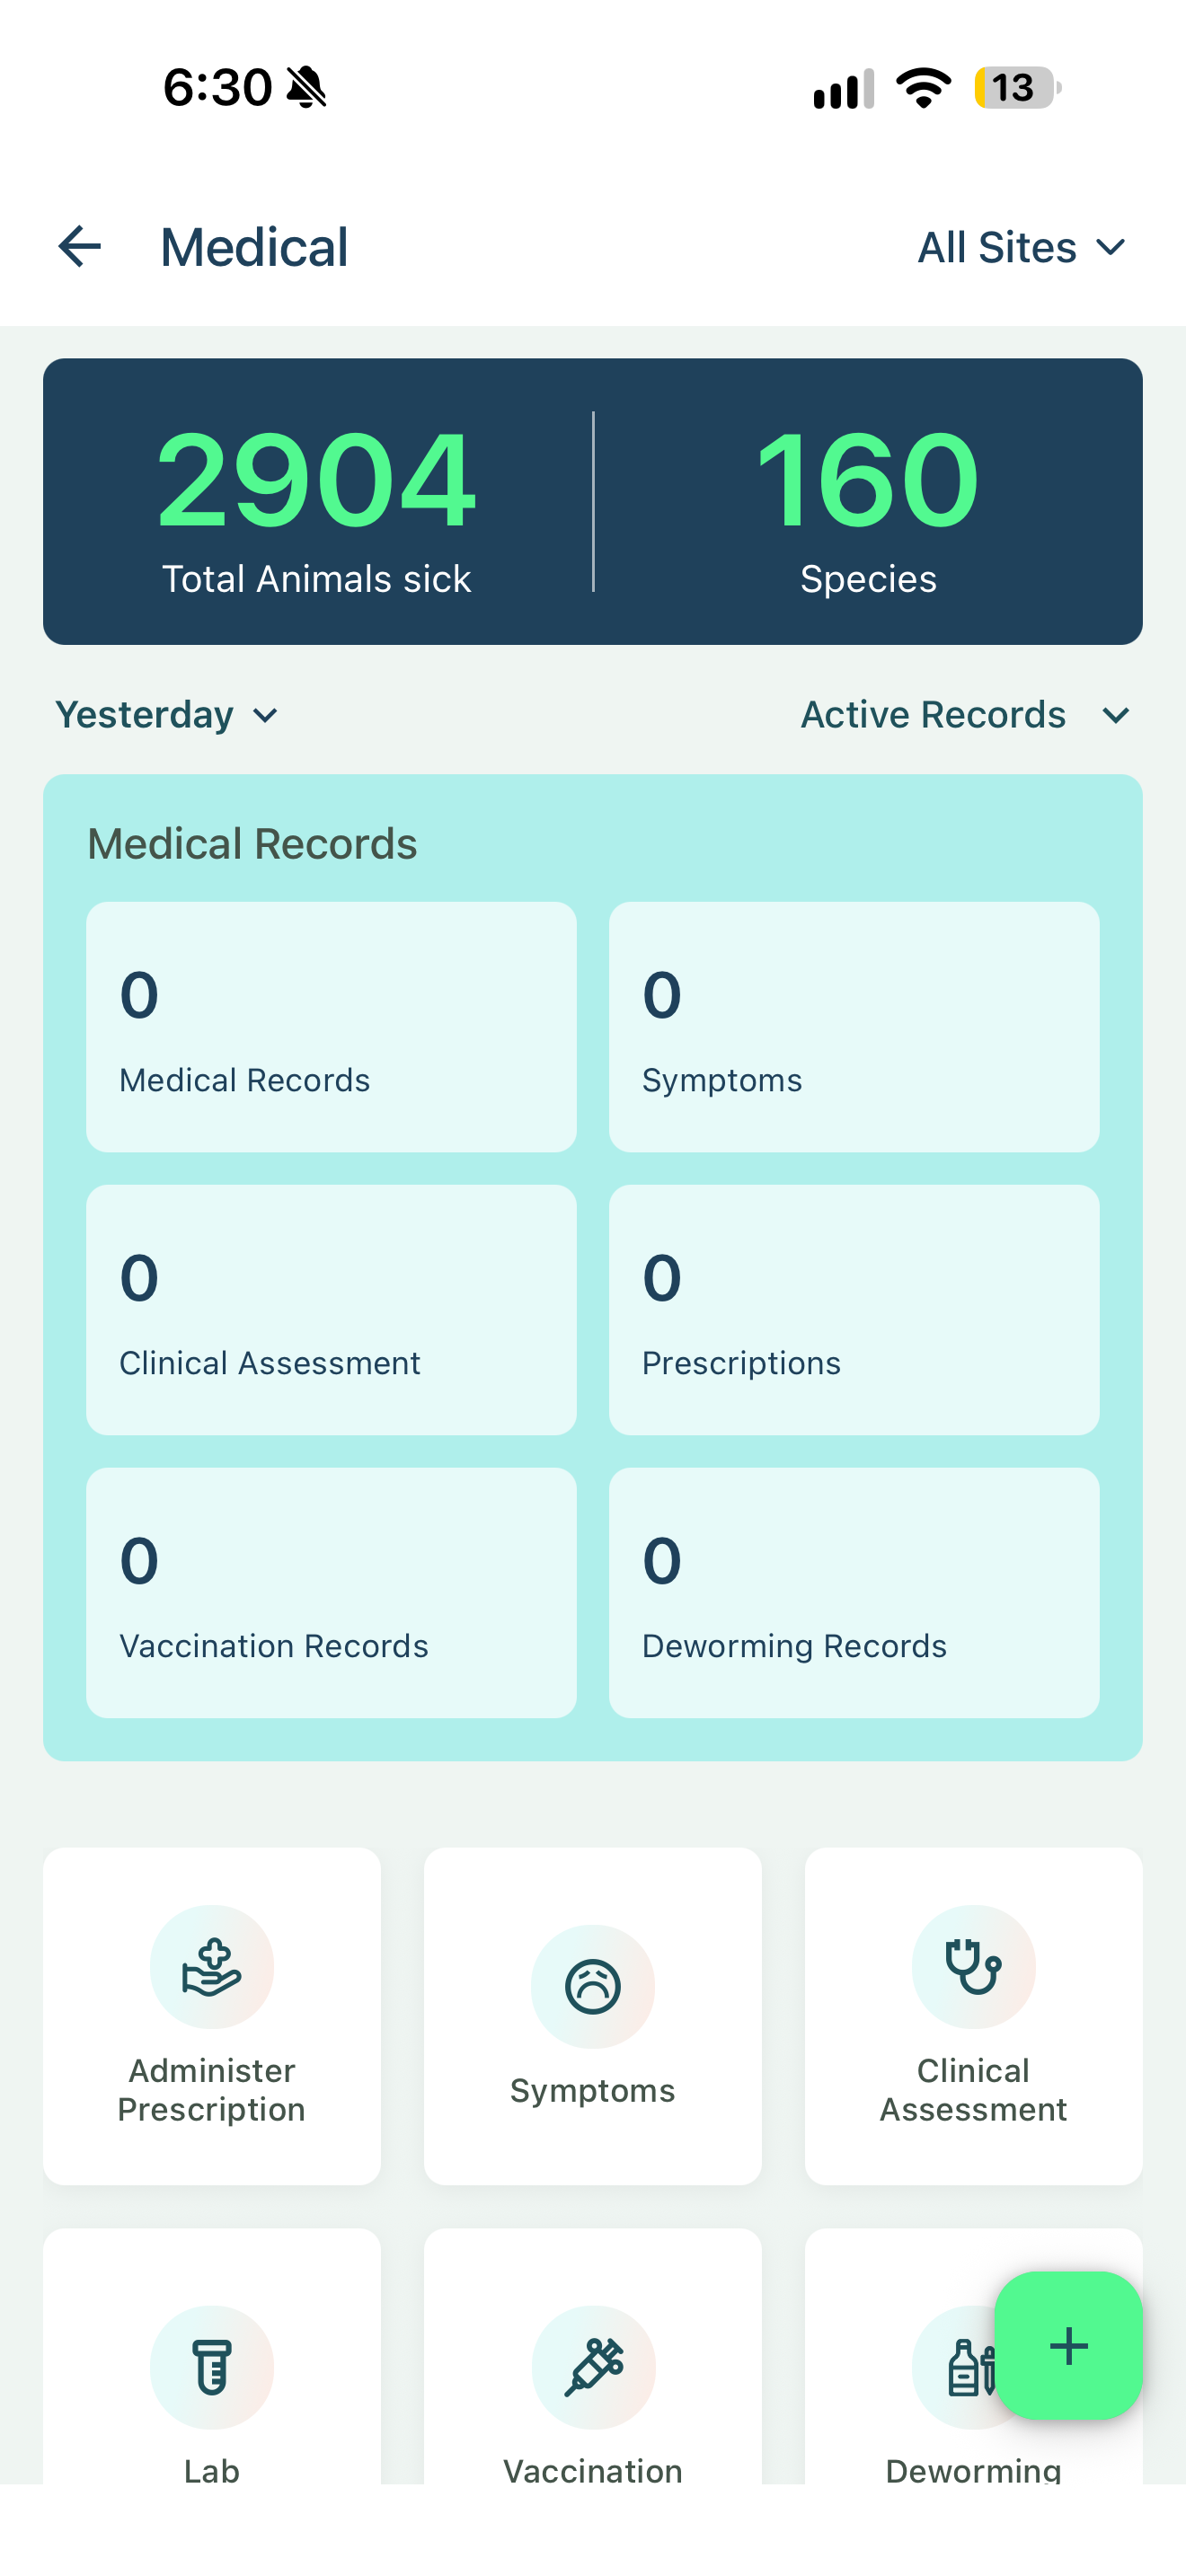 6:30
13
Medical
All Sites
2904
Total Animals sick
160
Species
Yesterday
Active Records
Medical Records
0
Medical Records
0
Symptoms
0
Clinical Assessment
0
Prescriptions
0
Vaccination Records
0
Deworming Records
Administer
Prescription
Symptoms
Clinical
Assessment
Lab
Vaccination
Deworming